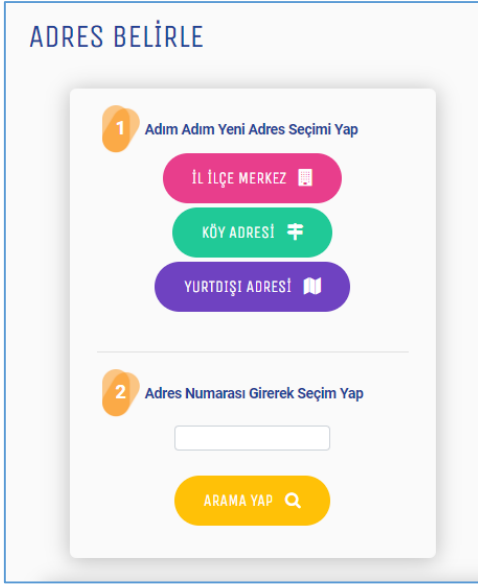 ADRES BELİRLE
1 Adım Adım Yeni Adres Seçimi Yap
İL İLÇE MERKEZ
KÖY ADRESİ
YURTDIŞI ADRESİ
2 Adres Numarası Girerek Seçim Yap
ARAMA YAP